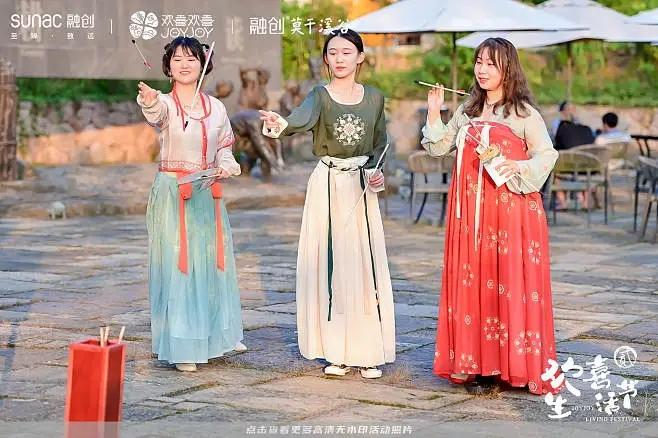 SUNAC 融创
至臻·致远
欢喜欢喜
JOYJOY
融创 莫干溪谷
欢喜
生活节
贰
JOYJOY
LIVING FESTIVAL
点击查看更多高清无水印活动照片